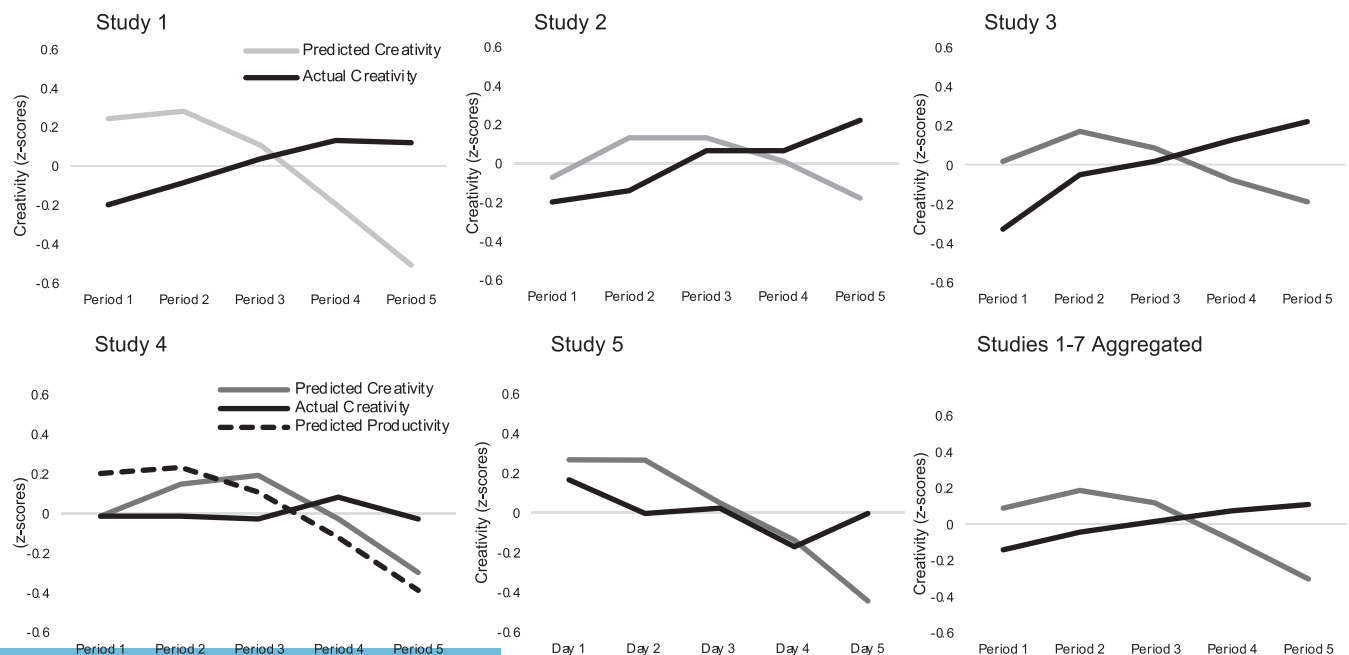 Study 1
Predicted Creativity
Actual Creativity
Creativity (z-scores)
0.6
0.4
0.2
0
-0.2
-0.4
-0.6
Period 1 Period 2 Period 3 Period 4 Period 5
Study 2
Creativity (z-scores)
0.6
0.4
0.2
0
-0.2
-0.4
-0.6
Period 1 Period 2 Period 3 Period 4 Period 5
Study 3
Creativity (z-scores)
0.6
0.4
0.2
0
-0.2
-0.4
-0.6
Period 1 Period 2 Period 3 Period 4 Period 5
Study 4
Predicted Creativity
Actual Creativity
Predicted Productivity
(z-scores)
0.6
0.4
0.2
0
-0.2
-0.4
-0.6
Period 1 Period 2 Period 3 Period 4 Period 5
Study 5
Creativity (z-scores)
0.6
0.4
0.2
0
-0.2
-0.4
-0.6
Day 1 Day 2 Day 3 Day 4 Day 5
Studies 1-7 Aggregated
Creativity (z-scores)
0.6
0.4
0.2
0
-0.2
-0.4
-0.6
Period 1 Period 2 Period 3 Period 4 Period 5